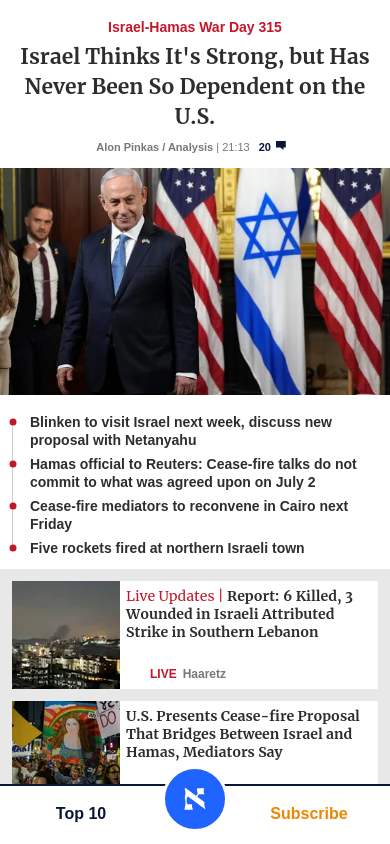 Israel-Hamas War Day 315
Israel Thinks It's Strong, but Has
Never Been So Dependent on the
U.S.
Alon Pinkas / Analysis | 21:13 20
Blinken to visit Israel next week, discuss new
proposal with Netanyahu
Hamas official to Reuters: Cease-fire talks do not
commit to what was agreed upon on July 2
Cease-fire mediators to reconvene in Cairo next
Friday
Five rockets fired at northern Israeli town
Live Updates | Report: 6 Killed, 3
Wounded in Israeli Attributed
Strike in Southern Lebanon
LIVE Haaretz
U.S. Presents Cease-fire Proposal
That Bridges Between Israel and
Hamas, Mediators Say
Top 10
א
Subscribe